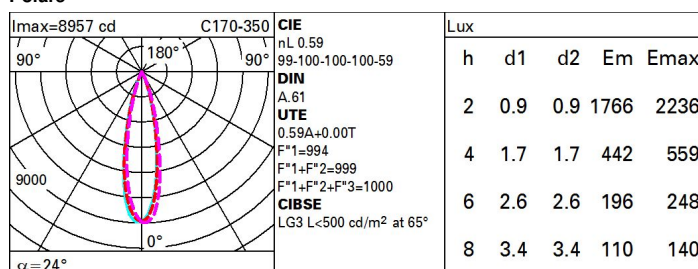 Imax=8957 cd C170-350
90° 180° 90°
9000
0°
α=24°
CIE
nL 0.59
99-100-100-100-59
DIN
A.61
UTE
0.59A+0.00T
F"1=994
F"1+F"2=999
F"1+F"2+F"3=1000
CIBSE
LG3 L<500 cd/m² at 65°
Lux
h d1 d2 Em Emax
2 0.9 0.9 1766 2236
4 1.7 1.7 442 559
6 2.6 2.6 196 248
8 3.4 3.4 110 140